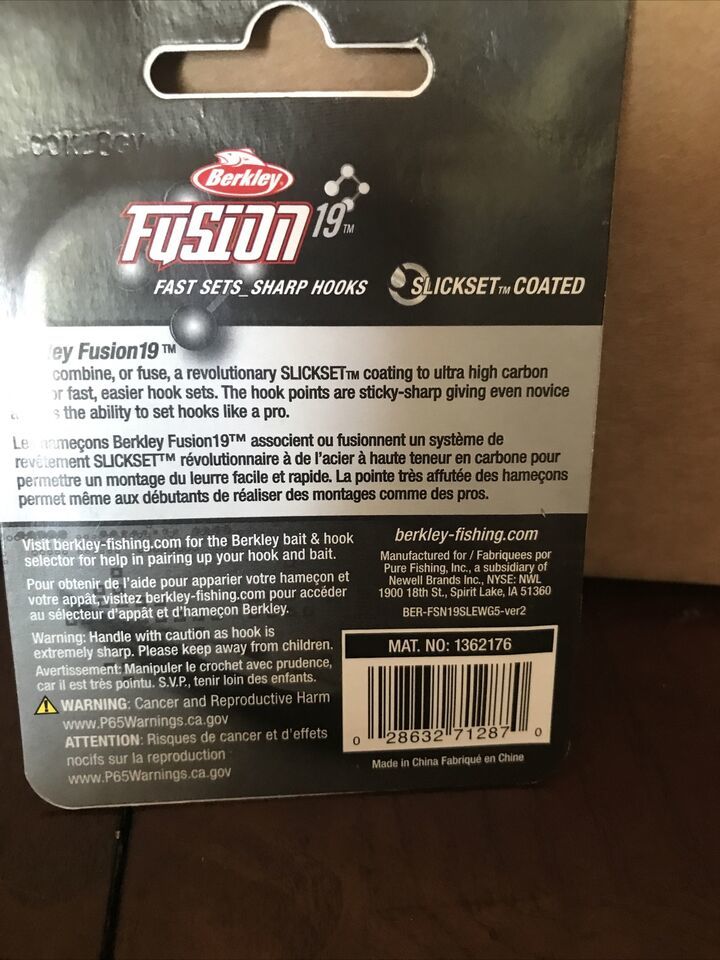 Berkley
FUSION 19™
FAST SETS_SHARP HOOKS
SLICKSET™ COATED
ey Fusion19™
combine, or fuse, a revolutionary SLICKSET™ coating to ultra high carbon
or fast, easier hook sets. The hook points are sticky-sharp giving even novice
the ability to set hooks like a pro.
hameçons Berkley Fusion19™ associent ou fusionnent un système de
revêtement SLICKSET™ révolutionnaire à de l'acier à haute teneur en carbone pour
permettre un montage du leurre facile et rapide. La pointe très affutée des hameçons
permet même aux débutants de réaliser des montages comme des pros.
Visit berkley-fishing.com for the Berkley bait & hook
selector for help in pairing up your hook and bait.
Pour obtenir de l'aide pour apparier votre hameçon et
votre appât, visitez berkley-fishing.com pour accéder
au sélecteur d'appât et d'hameçon Berkley.
Warning: Handle with caution as hook is
extremely sharp. Please keep away from children.
Avertissement: Manipuler le crochet avec prudence,
car il est très pointu. S.V.P., tenir loin des enfants.
WARNING: Cancer and Reproductive Harm
www.P65Warnings.ca.gov
ATTENTION: Risques de cancer et d'effets
nocifs sur la reproduction
www.P65Warnings.ca.gov
berkley-fishing.com
Manufactured for / Fabriquees por
Pure Fishing, Inc., a subsidiary of
Newell Brands Inc., NYSE: NWL
1900 18th St., Spirit Lake, IA 51360
BER-FSN19SLEWG5-ver2
MAT. NO: 1362176
0 28632 71287 0
Made in China Fabriqué en Chine